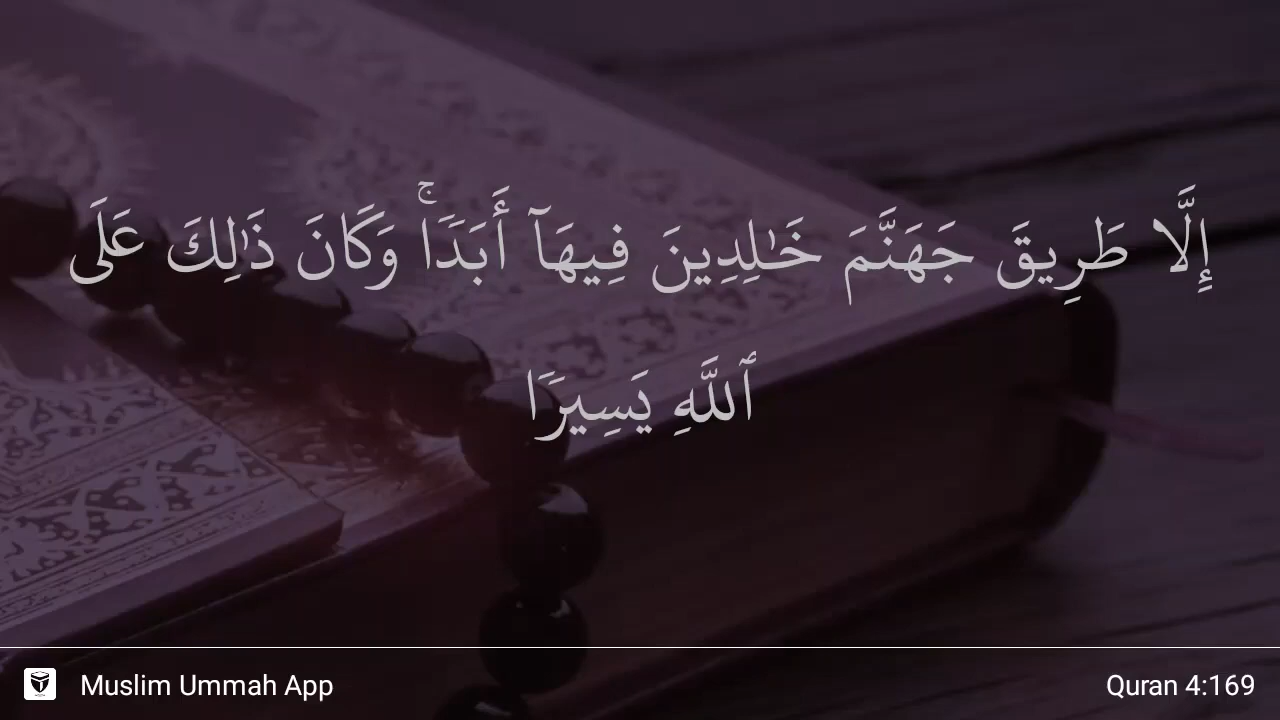 إِلَّا طَرِيقَ جَهَنَّمَ خَـٰلِدِينَ فِيهَآ أَبَدًۭا ۚ وَكَانَ ذَٰلِكَ عَلَى
ٱللَّهِ يَسِيرًۭا
Muslim Ummah App
Quran 4:169